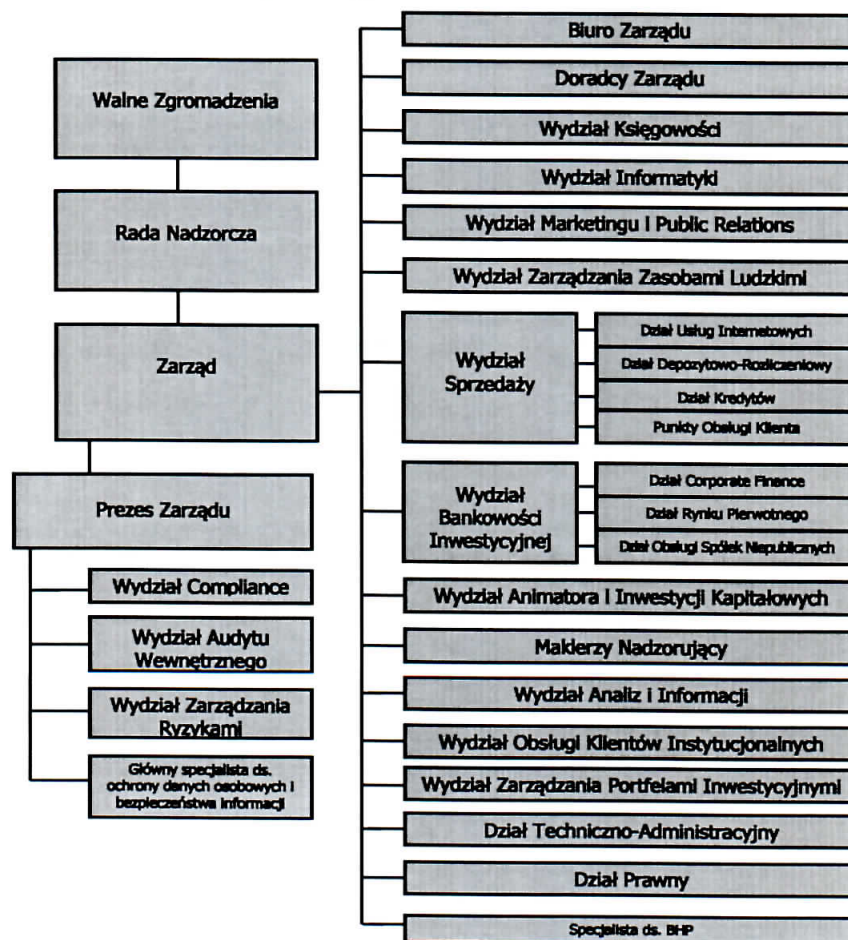 Walne Zgromadzenia
Rada Nadzorcza
Zarząd
Prezes Zarządu
Wydział Compliance
Wydział Audytu
Wewnętrznego
Wydział Zarządzania
Ryzykami
Główny specjalista ds.
ochrony danych osobowych i
bezpieczeństwa informacji
Biuro Zarządu
Doradcy Zarządu
Wydział Księgowości
Wydział Informatyki
Wydział Marketingu i Public Relations
Wydział Zarządzania Zasobami Ludzkimi
Wydział
Sprzedaży
Dział Usług Internetowych
Dział Depozytowo-Rozliczeniowy
Dział Kredytów
Punkty Obsługi Klienta
Wydział
Bankowości
Inwestycyjnej
Dział Corporate Finance
Dział Rynku Pierwotnego
Dział Obsługi Spółek Niepublicznych
Wydział Animatora i Inwestycji Kapitałowych
Maklerzy Nadzorujący
Wydział Analiz i Informacji
Wydział Obsługi Klientów Instytucjonalnych
Wydział Zarządzania Portfelami Inwestycyjnymi
Dział Techniczno-Administracyjny
Dział Prawny
Specjalista ds. BHP